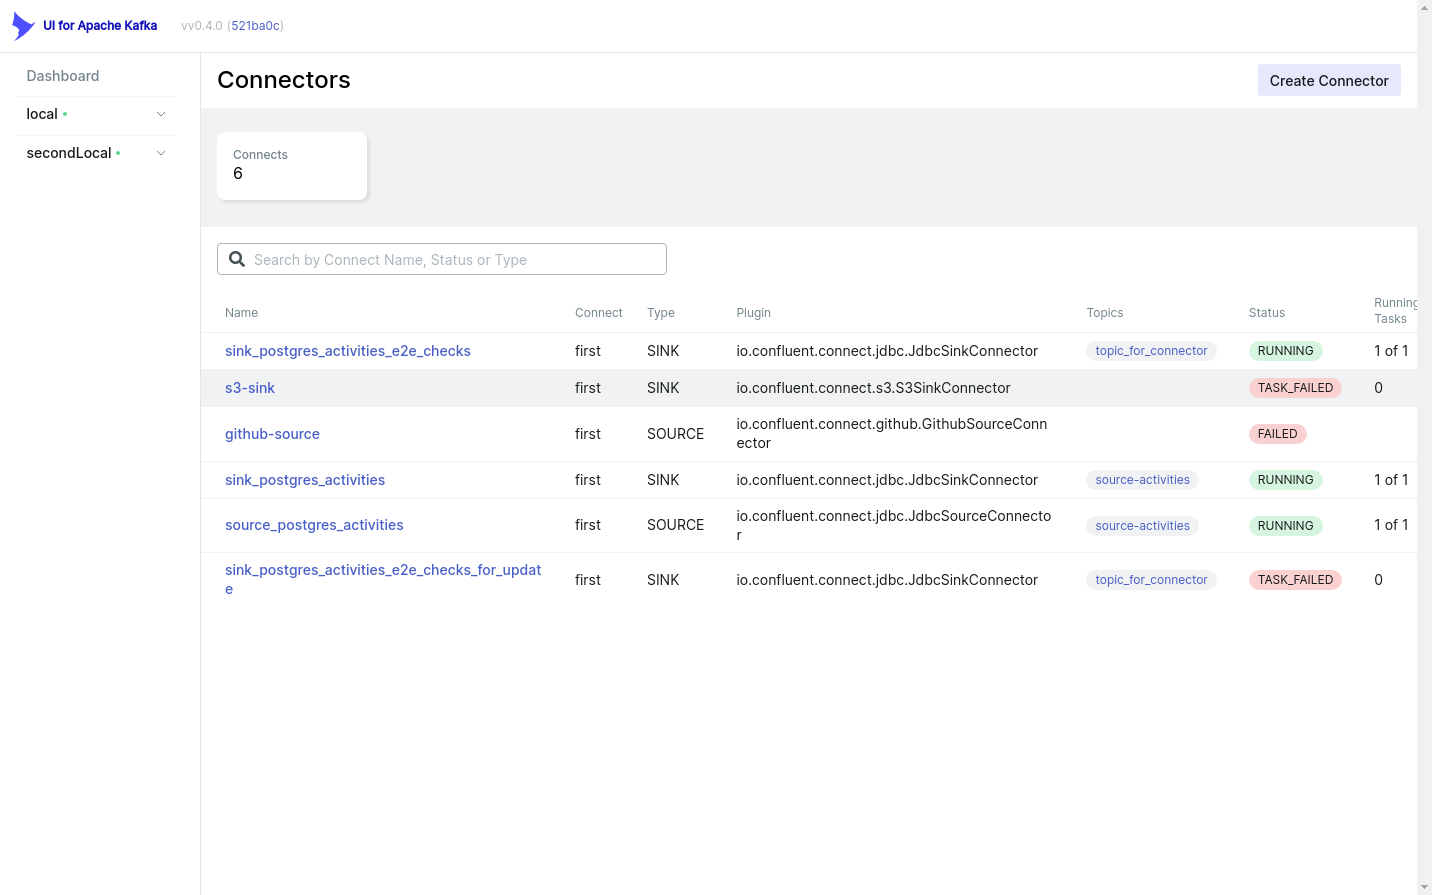 UI for Apache Kafka vv0.4.0 (521ba0c)
Dashboard
local
secondLocal
Connectors
Create Connector
Connects
6
Search by Connect Name, Status or Type
Name Connect Type Plugin Topics Status Running
Tasks
sink_postgres_activities_e2e_checks first SINK io.confluent.connect.jdbc.JdbcSinkConnector topic_for_connector RUNNING 1 of 1
s3-sink first SINK io.confluent.connect.s3.S3SinkConnector TASK_FAILED 0
github-source first SOURCE io.confluent.connect.github.GithubSourceConn
ector FAILED
sink_postgres_activities first SINK io.confluent.connect.jdbc.JdbcSinkConnector source-activities RUNNING 1 of 1
source_postgres_activities first SOURCE io.confluent.connect.jdbc.JdbcSourceConnecto
r source-activities RUNNING 1 of 1
sink_postgres_activities_e2e_checks_for_updat
e first SINK io.confluent.connect.jdbc.JdbcSinkConnector topic_for_connector TASK_FAILED 0